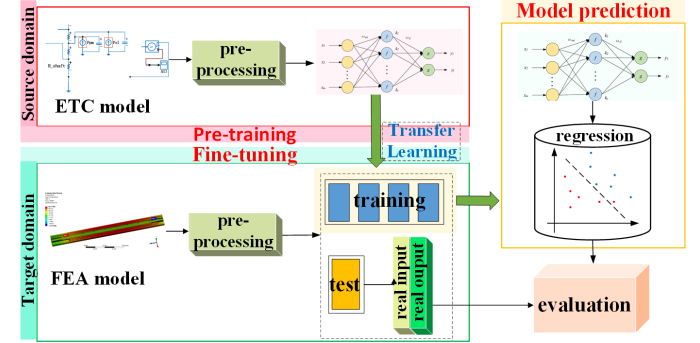 Source domain
ETC model
pre-
processing
Pre-training
Transfer
Learning
Fine-tuning
Target domain
FEA model
pre-
processing
training
test
real input
real ouput
Model prediction
regression
evaluation